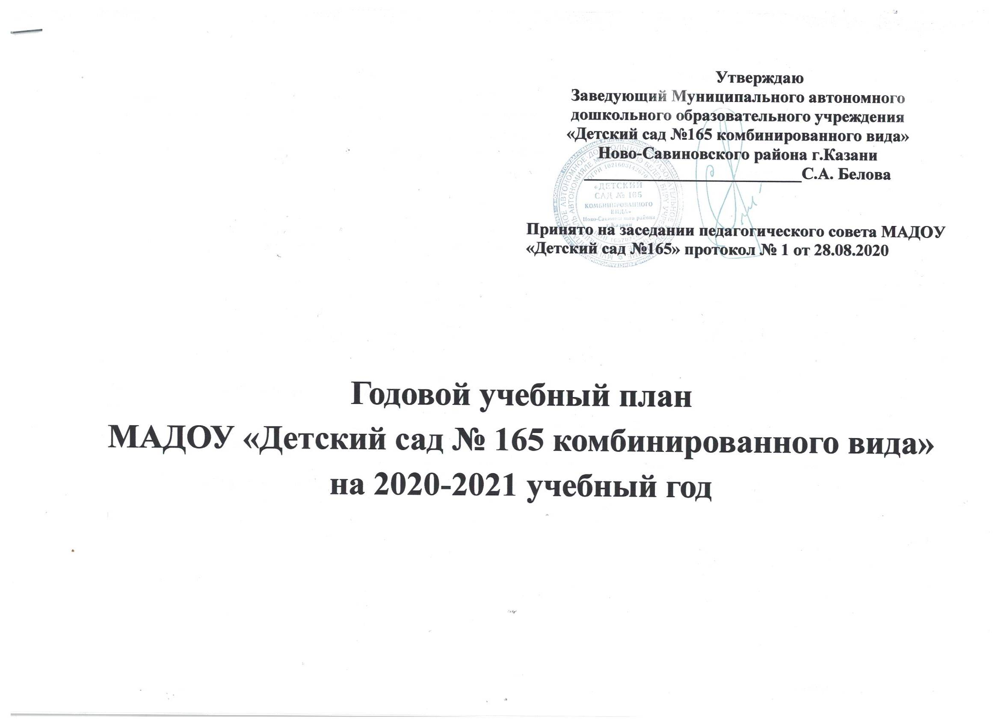 Утверждаю
Заведующий Муниципального автономного
дошкольного образовательного учреждения
«Детский сад №165 комбинированного вида»
Ново-Савиновского района г.Казани
С.А. Белова
ОГРН 1021603142670
«ДЕТСКИЙ
САД № 165
КОМБИНИРОВАННОГО
ВИДА»
Ново-Савиновского района
г.Казани
Принято на заседании педагогического совета МАДОУ
«Детский сад №165» протокол № 1 от 28.08.2020
Годовой учебный план
МАДОУ «Детский сад № 165 комбинированного вида»
на 2020-2021 учебный год